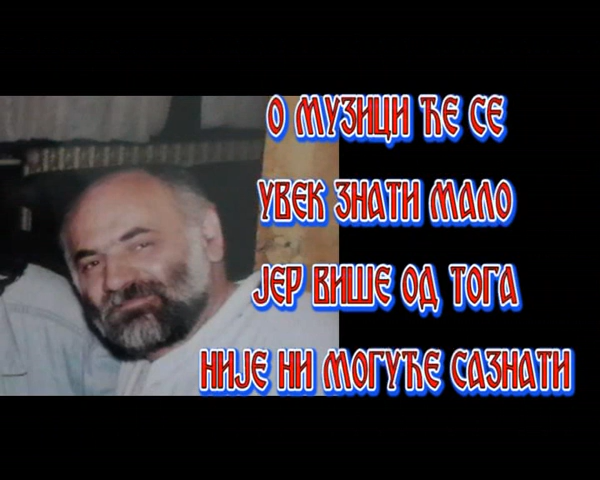 О МУЗИЦИ ЋЕ СЕ
УВЕК ЗНАТИ МАЛО
ЈЕР ВИШЕ ОД ТОГА
НИЈЕ НИ МОГУЋЕ САЗНАТИ